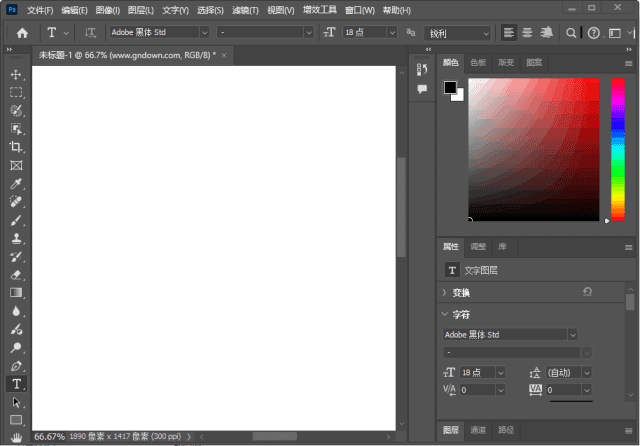 Ps 文件(F) 编辑(E) 图像(I) 图层(L) 文字(Y) 选择(S) 滤镜(T) 视图(V) 增效工具 窗口(W) 帮助(H)
T Adobe 黑体 Std - 18 点 aa 锐利
未标题-1 @ 66.7% (www.gndown.com, RGB/8) *
颜色 色板 渐变 图案
属性 调整 库
T 文字图层
变换
字符
Adobe 黑体 Std
-
18 点 (自动)
V/A 0 VA 0
66.67% 1890 像素 x 1417 像素 (300 ppi)
图层 通道 路径